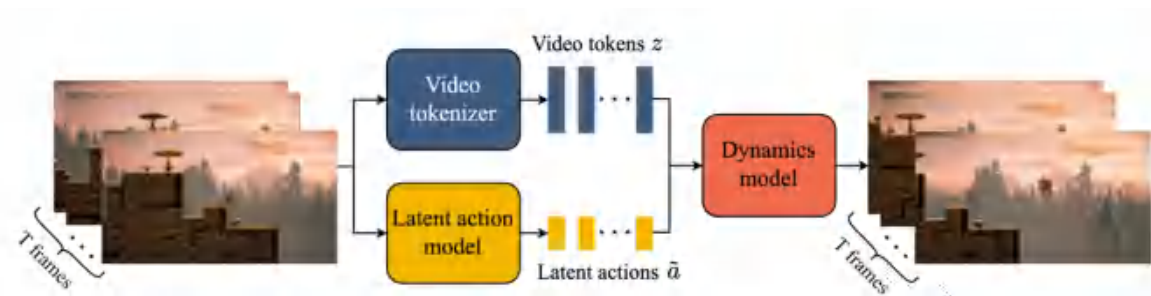 Video tokens z
Video
tokenizer
Dynamics
model
Latent action
model
Latent actions ã
T frames
T frames